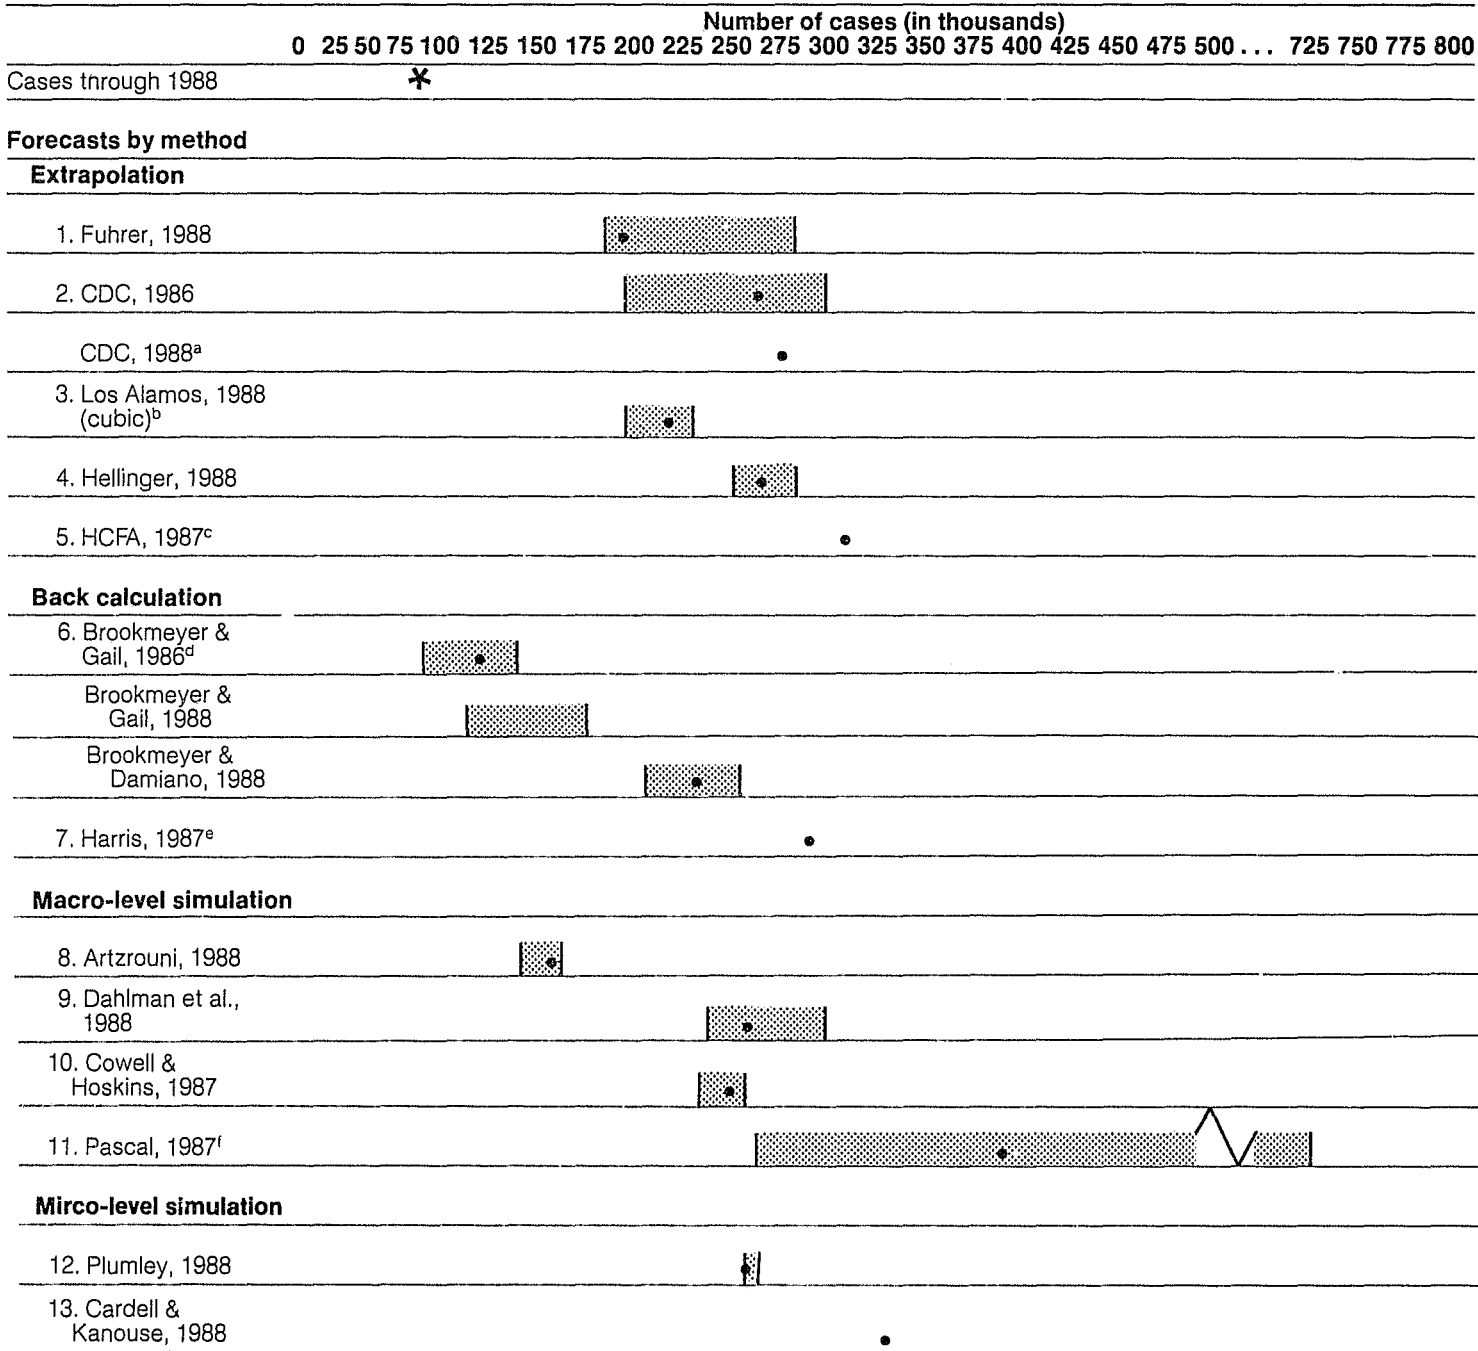 Number of cases (in thousands)
0 25 50 75 100 125 150 175 200 225 250 275 300 325 350 375 400 425 450 475 500 ... 725 750 775 800
Cases through 1988
Forecasts by method
Extrapolation
1. Fuhrer, 1988
2. CDC, 1986
CDC, 1988a
3. Los Alamos, 1988
(cubic)b
4. Hellinger, 1988
5. HCFA, 1987c
Back calculation
6. Brookmeyer &
Gail, 1986d
Brookmeyer &
Gail, 1988
Brookmeyer &
Damiano, 1988
7. Harris, 1987e
Macro-level simulation
8. Artzrouni, 1988
9. Dahlman et al.,
1988
10. Cowell &
Hoskins, 1987
11. Pascal, 1987f
Mirco-level simulation
12. Plumley, 1988
13. Cardell &
Kanouse, 1988